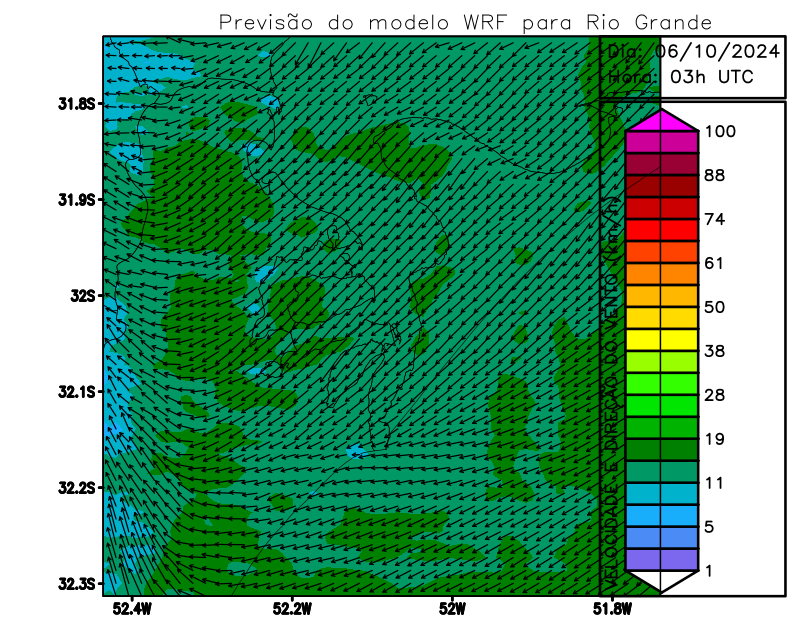 Previsão do modelo WRF para Rio Grande
Dia: 06/10/2024
Hora: 03h UTC
31.8S
31.9S
32S
32.1S
32.2S
32.3S
52.4W
52.2W
52W
51.8W
VELOCIDADE E DIREÇÃO DO VENTO (km/h)
100
88
74
61
50
38
28
19
11
5
1